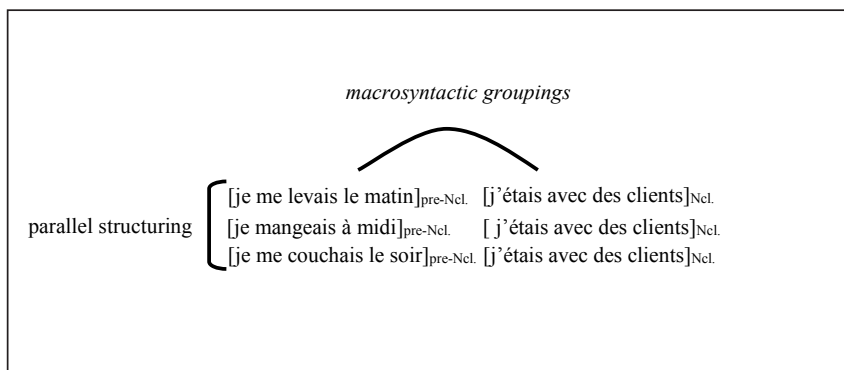 macrosyntactic groupings
[je me levais le matin]pre-Ncl. [j'étais avec des clients]Ncl.
parallel structuring [je mangeais à midi]pre-Ncl. [ j'étais avec des clients]Ncl.
[je me couchais le soir]pre-Ncl. [j'étais avec des clients]Ncl.